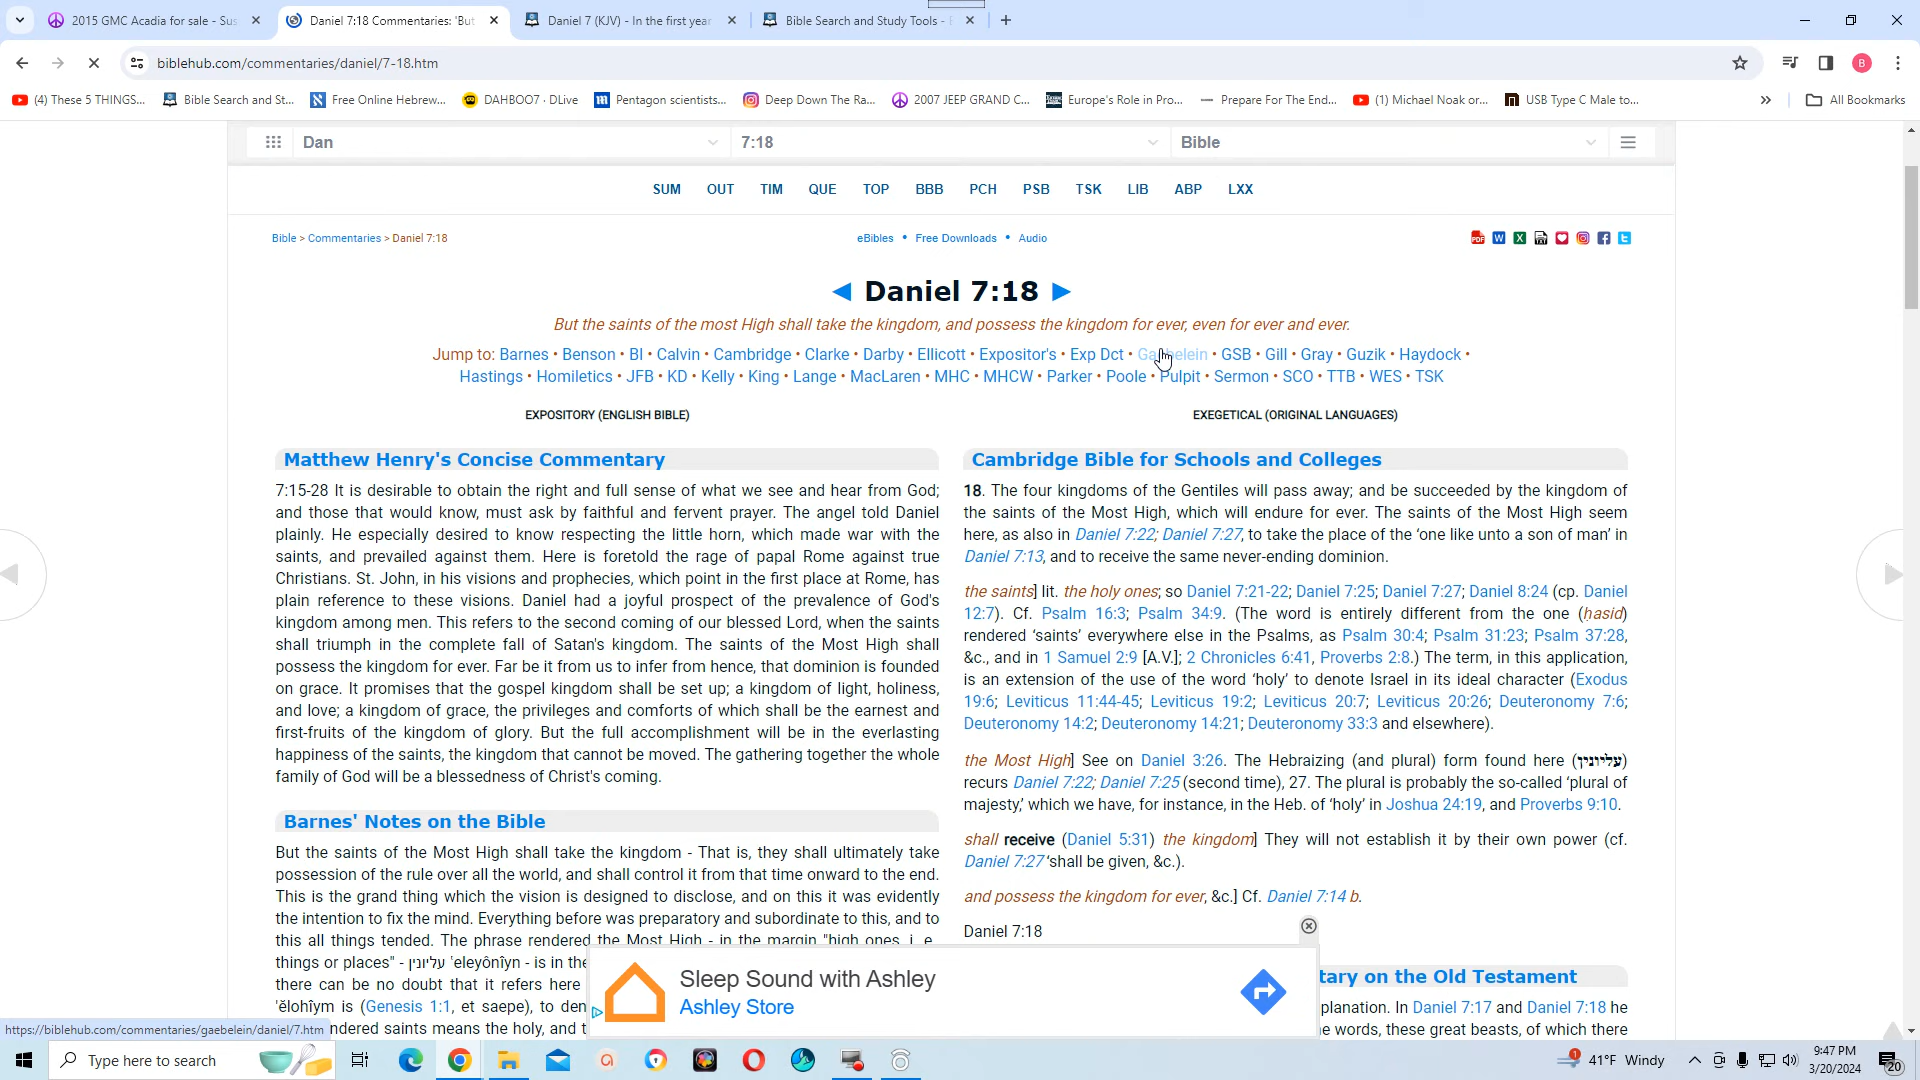 2015 GMC Acadia for sale - Sus
Daniel 7:18 Commentaries: 'But
Daniel 7 (KJV) - In the first year
Bible Search and Study Tools -
biblehub.com/commentaries/daniel/7-18.htm
B
(4) These 5 THINGS...
Bible Search and St...
Free Online Hebrew...
DAHBOO7 · DLive
Pentagon scientists...
Deep Down The Ra...
2007 JEEP GRAND C...
Europe's Role in Pro...
Prepare For The End...
(1) Michael Noak or...
USB Type C Male to...
»
All Bookmarks
Dan
7:18
Bible
SUM OUT TIM QUE TOP BBB PCH PSB TSK LIB ABP LXX
Bible > Commentaries > Daniel 7:18
eBibles • Free Downloads • Audio
◀ Daniel 7:18 ▶
But the saints of the most High shall take the kingdom, and possess the kingdom for ever, even for ever and ever.
Jump to: Barnes • Benson • BI • Calvin • Cambridge • Clarke • Darby • Ellicott • Expositor's • Exp Dct • Gaebelein • GSB • Gill • Gray • Guzik • Haydock •
Hastings • Homiletics • JFB • KD • Kelly • King • Lange • MacLaren • MHC • MHCW • Parker • Poole • Pulpit • Sermon • SCO • TTB • WES • TSK
EXPOSITORY (ENGLISH BIBLE)
Matthew Henry's Concise Commentary
7:15-28 It is desirable to obtain the right and full sense of what we see and hear from God;
and those that would know, must ask by faithful and fervent prayer. The angel told Daniel
plainly. He especially desired to know respecting the little horn, which made war with the
saints, and prevailed against them. Here is foretold the rage of papal Rome against true
Christians. St. John, in his visions and prophecies, which point in the first place at Rome, has
plain reference to these visions. Daniel had a joyful prospect of the prevalence of God's
kingdom among men. This refers to the second coming of our blessed Lord, when the saints
shall triumph in the complete fall of Satan's kingdom. The saints of the Most High shall
possess the kingdom for ever. Far be it from us to infer from hence, that dominion is founded
on grace. It promises that the gospel kingdom shall be set up; a kingdom of light, holiness,
and love; a kingdom of grace, the privileges and comforts of which shall be the earnest and
first-fruits of the kingdom of glory. But the full accomplishment will be in the everlasting
happiness of the saints, the kingdom that cannot be moved. The gathering together the whole
family of God will be a blessedness of Christ's coming.
Barnes' Notes on the Bible
But the saints of the Most High shall take the kingdom - That is, they shall ultimately take
possession of the rule over all the world, and shall control it from that time onward to the end.
This is the grand thing which the vision is designed to disclose, and on this it was evidently
the intention to fix the mind. Everything before was preparatory and subordinate to this, and to
this all things tended. The phrase rendered the Most High - in the margin "high ones, i. e.,
things or places" - עליונין ‛eleyônîyn - is in the
there can be no doubt that it refers here
'ělohîym is (Genesis 1:1, et saepe), to den
ndered saints means the holy, and t
EXEGETICAL (ORIGINAL LANGUAGES)
Cambridge Bible for Schools and Colleges
18. The four kingdoms of the Gentiles will pass away; and be succeeded by the kingdom of
the saints of the Most High, which will endure for ever. The saints of the Most High seem
here, as also in Daniel 7:22; Daniel 7:27, to take the place of the ‘one like unto a son of man’ in
Daniel 7:13, and to receive the same never-ending dominion.
the saints] lit. the holy ones; so Daniel 7:21-22; Daniel 7:25; Daniel 7:27; Daniel 8:24 (cp. Daniel
12:7). Cf. Psalm 16:3; Psalm 34:9. (The word is entirely different from the one (ḥasid)
rendered ‘saints’ everywhere else in the Psalms, as Psalm 30:4; Psalm 31:23; Psalm 37:28,
&c., and in 1 Samuel 2:9 [A.V.]; 2 Chronicles 6:41, Proverbs 2:8.) The term, in this application,
is an extension of the use of the word ‘holy’ to denote Israel in its ideal character (Exodus
19:6; Leviticus 11:44-45; Leviticus 19:2; Leviticus 20:7; Leviticus 20:26; Deuteronomy 7:6;
Deuteronomy 14:2; Deuteronomy 14:21; Deuteronomy 33:3 and elsewhere).
the Most High] See on Daniel 3:26. The Hebraizing (and plural) form found here (עליונין)
recurs Daniel 7:22; Daniel 7:25 (second time), 27. The plural is probably the so-called ‘plural of
majesty,’ which we have, for instance, in the Heb. of ‘holy’ in Joshua 24:19, and Proverbs 9:10.
shall receive (Daniel 5:31) the kingdom] They will not establish it by their own power (cf.
Daniel 7:27 ‘shall be given, &c.).
and possess the kingdom for ever, &c.] Cf. Daniel 7:14 b.
Daniel 7:18
tary on the Old Testament
planation. In Daniel 7:17 and Daniel 7:18 he
e words, these great beasts, of which there
Sleep Sound with Ashley
Ashley Store
https://biblehub.com/commentaries/gaebelein/daniel/7.htm
Type here to search
1
41°F Windy
9:47 PM
3/20/2024
20